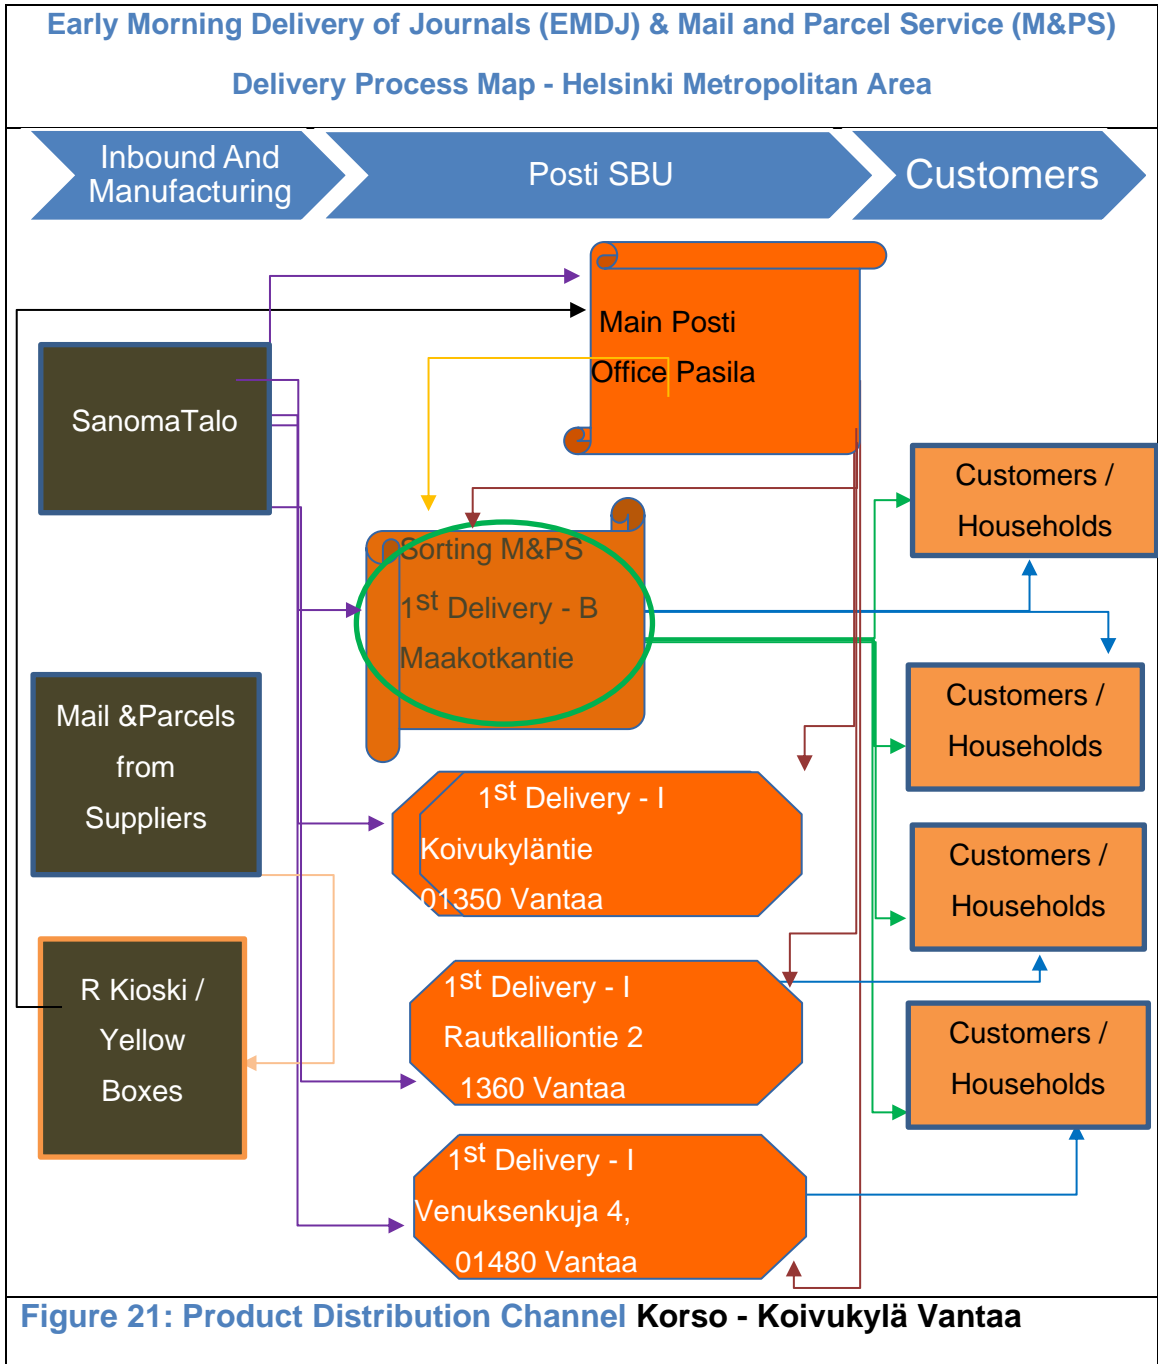 Early Morning Delivery of Journals (EMDJ) & Mail and Parcel Service (M&PS)
Delivery Process Map - Helsinki Metropolitan Area
Inbound And
Manufacturing
Posti SBU
Customers
Main Posti
Office Pasila
SanomaTalo
Sorting M&PS
1st Delivery - B
Maakotkantie
Mail &Parcels
from
Suppliers
R Kioski /
Yellow
Boxes
1st Delivery - I
Koivukyläntie
01350 Vantaa
1st Delivery - I
Rautkalliontie 2
1360 Vantaa
1st Delivery - I
Venuksenkuja 4,
01480 Vantaa
Customers /
Households
Customers /
Households
Customers /
Households
Customers /
Households
Figure 21: Product Distribution Channel Korso - Koivukylä Vantaa